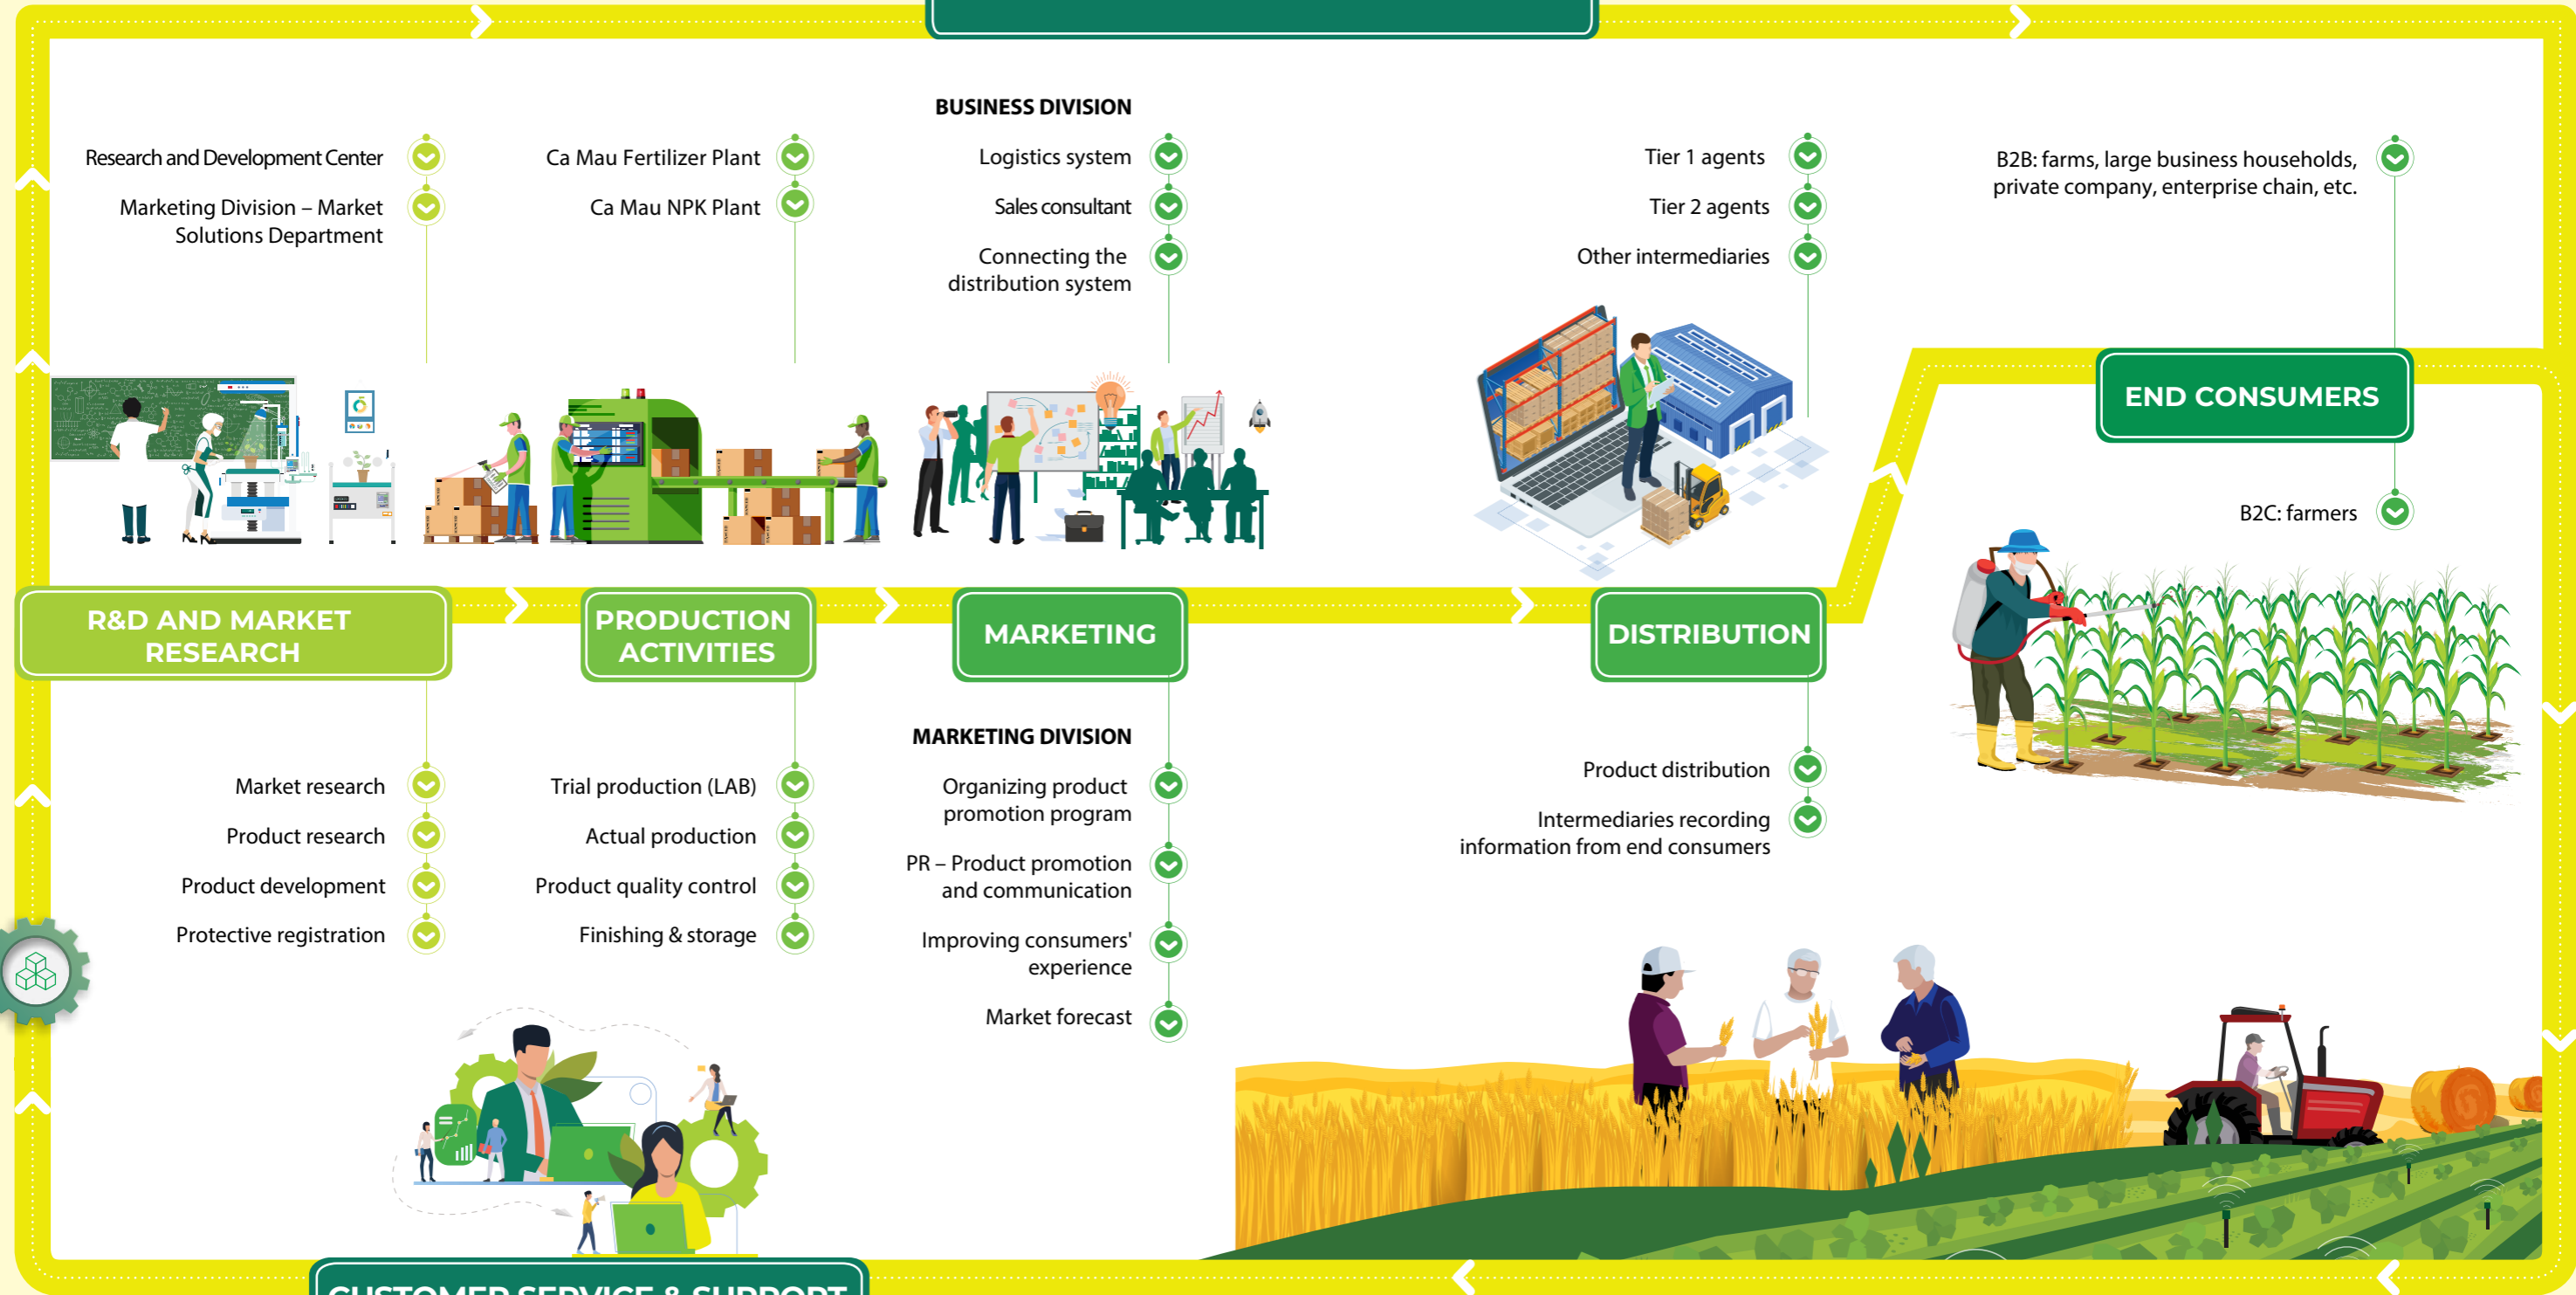 Research and Development Center
Marketing Division – Market
Solutions Department
Ca Mau Fertilizer Plant
Ca Mau NPK Plant
BUSINESS DIVISION
Logistics system
Sales consultant
Connecting the
distribution system
Tier 1 agents
Tier 2 agents
Other intermediaries
B2B: farms, large business households,
private company, enterprise chain, etc.
END CONSUMERS
B2C: farmers
R&D AND MARKET
RESEARCH
PRODUCTION
ACTIVITIES
MARKETING
DISTRIBUTION
Market research
Product research
Product development
Protective registration
Trial production (LAB)
Actual production
Product quality control
Finishing & storage
MARKETING DIVISION
Organizing product
promotion program
PR – Product promotion
and communication
Improving consumers'
experience
Market forecast
Product distribution
Intermediaries recording
information from end consumers
CUSTOMER SERVICE & SUPPORT